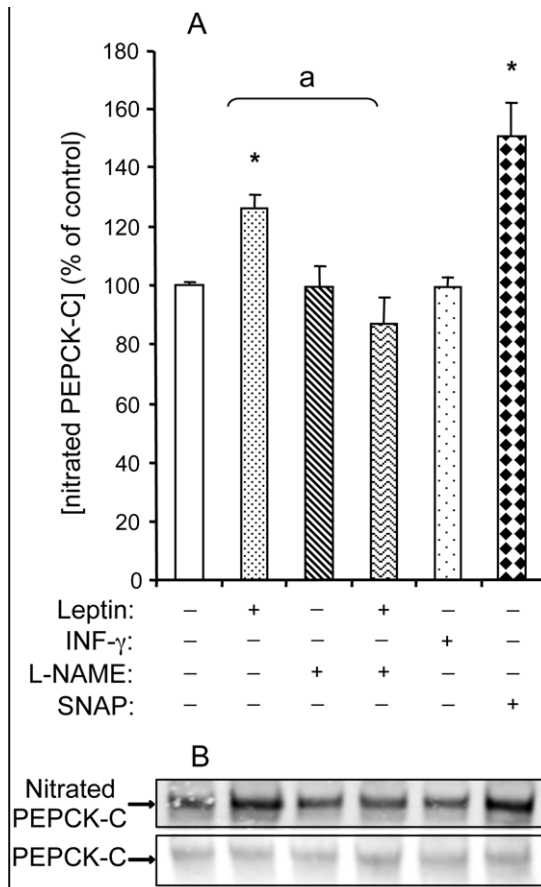 A
180
160
140
120
100
80
60
40
20
0
[nitrated PEPCK-C] (% of control)
a
*
*
Leptin: – + – + – –
INF-γ: – – – – + –
L-NAME: – – + + – –
SNAP: – – – – – +
B
Nitrated
PEPCK-C
PEPCK-C